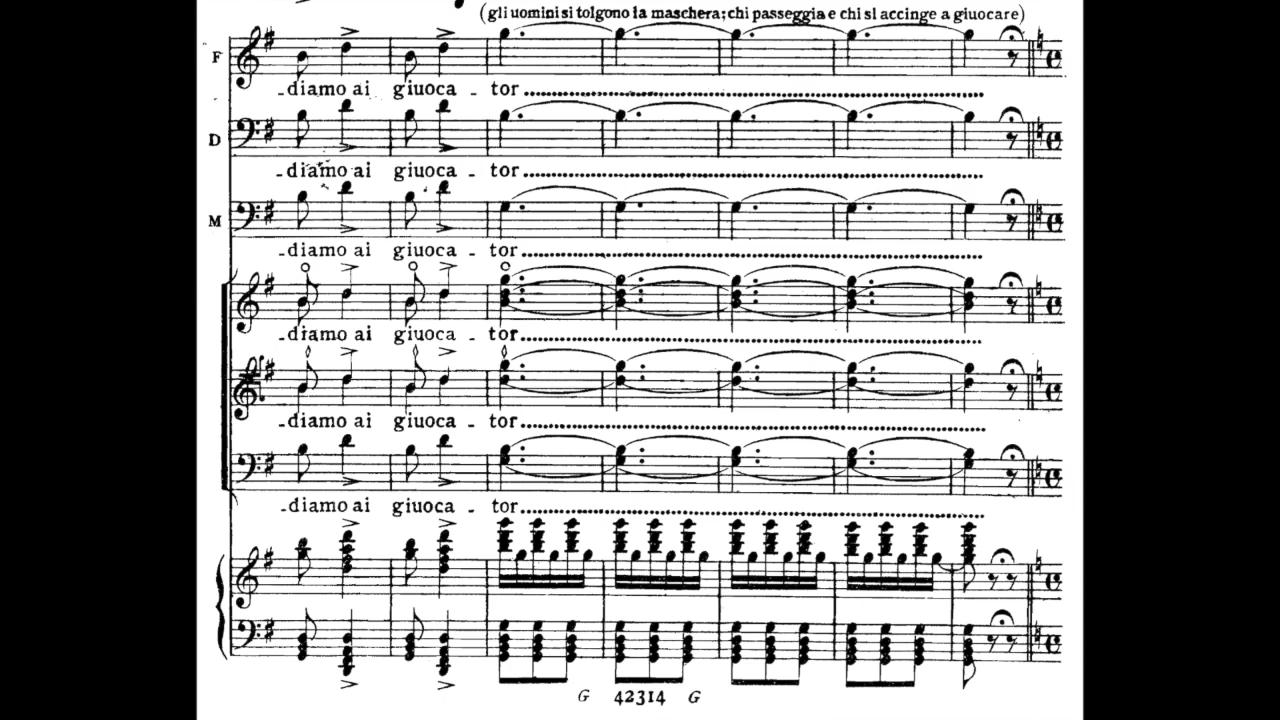 (gli uomini si tolgono la maschera; chi passeggia e chi si accinge a giuocare)
F
-diamo ai giuoca - tor
D
-diamo ai giuoca - tor
M
-diamo ai giuoca - tor
-diamo ai giuoca - tor
-diamo ai giuoca - tor
-diamo ai giuoca - tor
G 42314 G